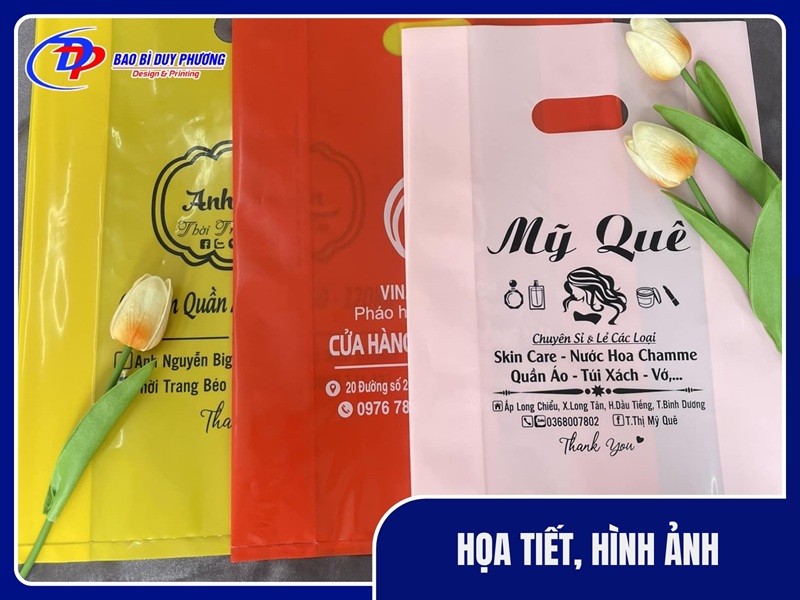 DP
BAO BÌ DUY PHƯƠNG
Design & Printing
Anh
Thời
Quần
Anh Nguyễn Big
Thời Trang Béo
VIN
Pháo
CỬA HÀNG
20 Đường số 2
0976 78
Mỹ Quê
Chuyên Sỉ & Lẻ Các Loại
Skin Care - Nước Hoa Chamme
Quần Áo - Túi Xách - Vớ,...
Ấp Long Chiểu, X.Long Tân, H.Dầu Tiếng, T.Bình Dương
0368007802 T.Thị Mỹ Quê
Thank You
HỌA TIẾT, HÌNH ẢNH